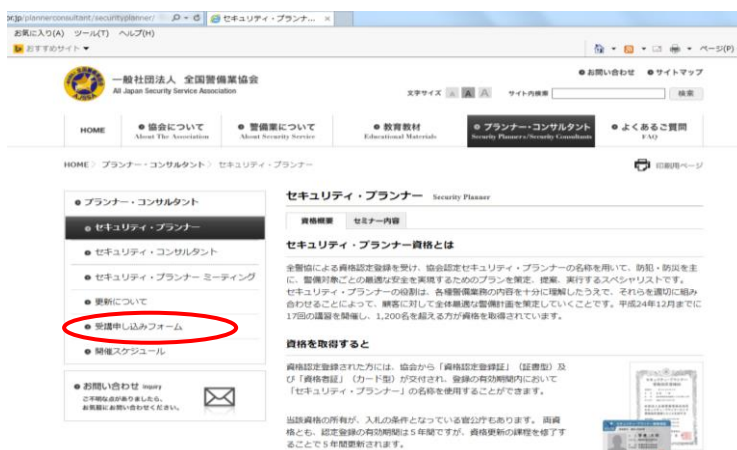 or.jp/plannerconsultant/securityplanner/
セキュリティ・プランナ... ×
お気に入り(A) ツール(T) ヘルプ(H)
おすすめサイト ▼
ページ(P)
一般社団法人 全国警備業協会
All Japan Security Service Association
● お問い合わせ ● サイトマップ
文字サイズ A A A サイト内検索 検索
HOME
● 協会について
About The Association
● 警備業について
About Security Service
● 教育教材
Educational Materials
● プランナー・コンサルタント
Security Planners/Security Consultants
● よくあるご質問
FAQ
HOME〉 プランナー・コンサルタント〉 セキュリティ・プランナー
印刷用ページ
● プランナー・コンサルタント
● セキュリティ・プランナー
● セキュリティ・コンサルタント
● セキュリティ・プランナー ミーティング
● 更新について
● 受講申し込みフォーム
● 開催スケジュール
● お問い合わせ inquiry
ご不明な点がありましたら、
お気軽にお問い合わせください。
セキュリティ・プランナー Security Planner
資格概要 セミナー内容
セキュリティ・プランナー資格とは
全警協による資格認定登録を受け、協会認定セキュリティ・プランナーの名称を用いて、防犯・防災を主
に、警備対象ごとの最適な安全を実現するためのプランを策定、提案、実行するスペシャリストです。
セキュリティ・プランナーの役割は、各種警備業務の内容を十分に理解したうえで、それらを適切に組み
合わせることによって、顧客に対して全体最適な警備計画を策定していくことです。平成24年12月までに
17回の講習を開催し、1,200名を超える方が資格を取得されています。
資格を取得すると
資格認定登録された方には、協会から「資格認定登録証」（証書型）及
び「資格者証」（カード型）が交付され、登録の有効期間内において
「セキュリティ・プランナー」の名称を使用することができます。
当該資格の所有が、入札の条件となっている官公庁もあります。 両資
格とも、認定登録の有効期間は５年間ですが、資格更新の課程を修了す
ることで５年間更新されます。